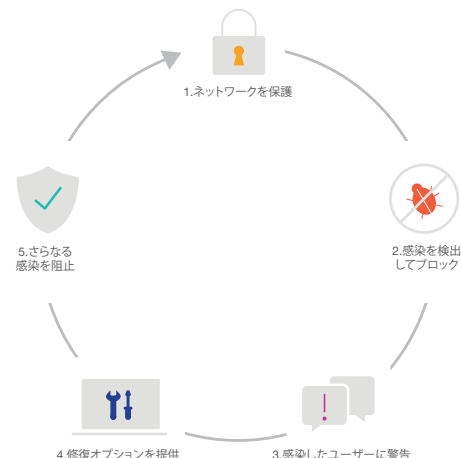 1.ネットワークを保護
2.感染を検出
してブロック
3.感染したユーザーに警告
4.修復オプションを提供
5.さらなる
感染を阻止